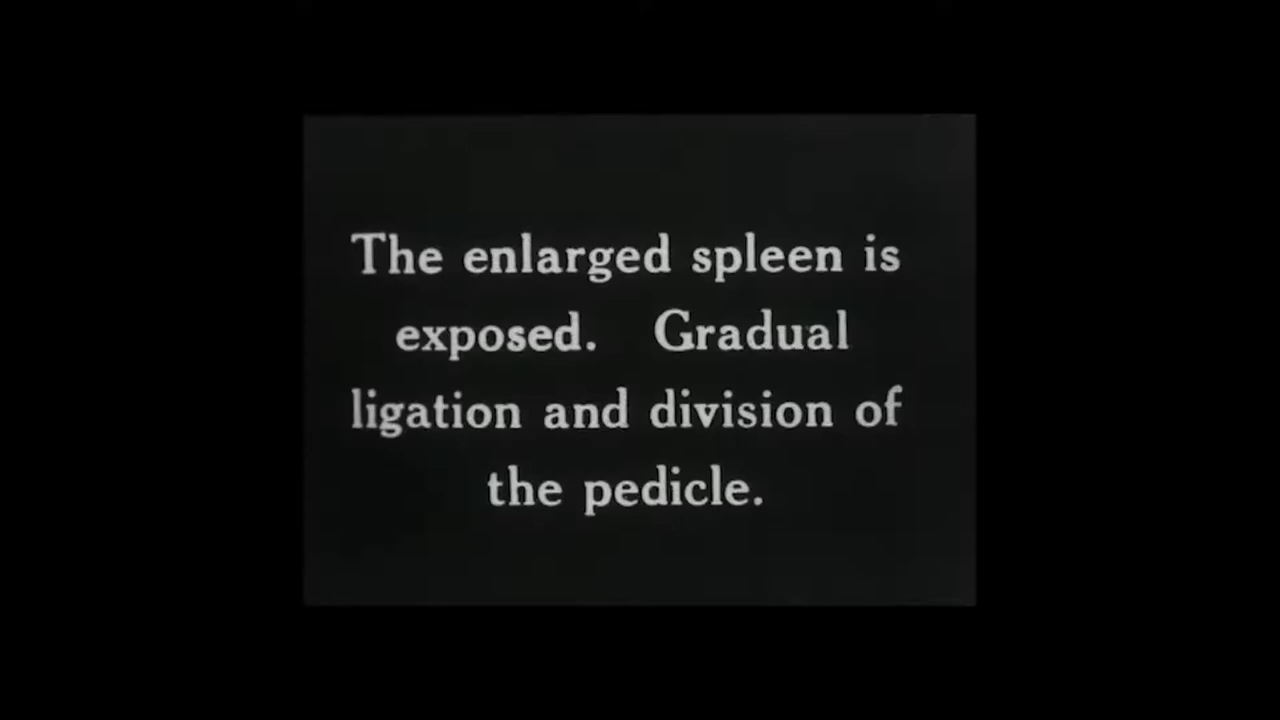 The enlarged spleen is
exposed. Gradual
ligation and division of
the pedicle.